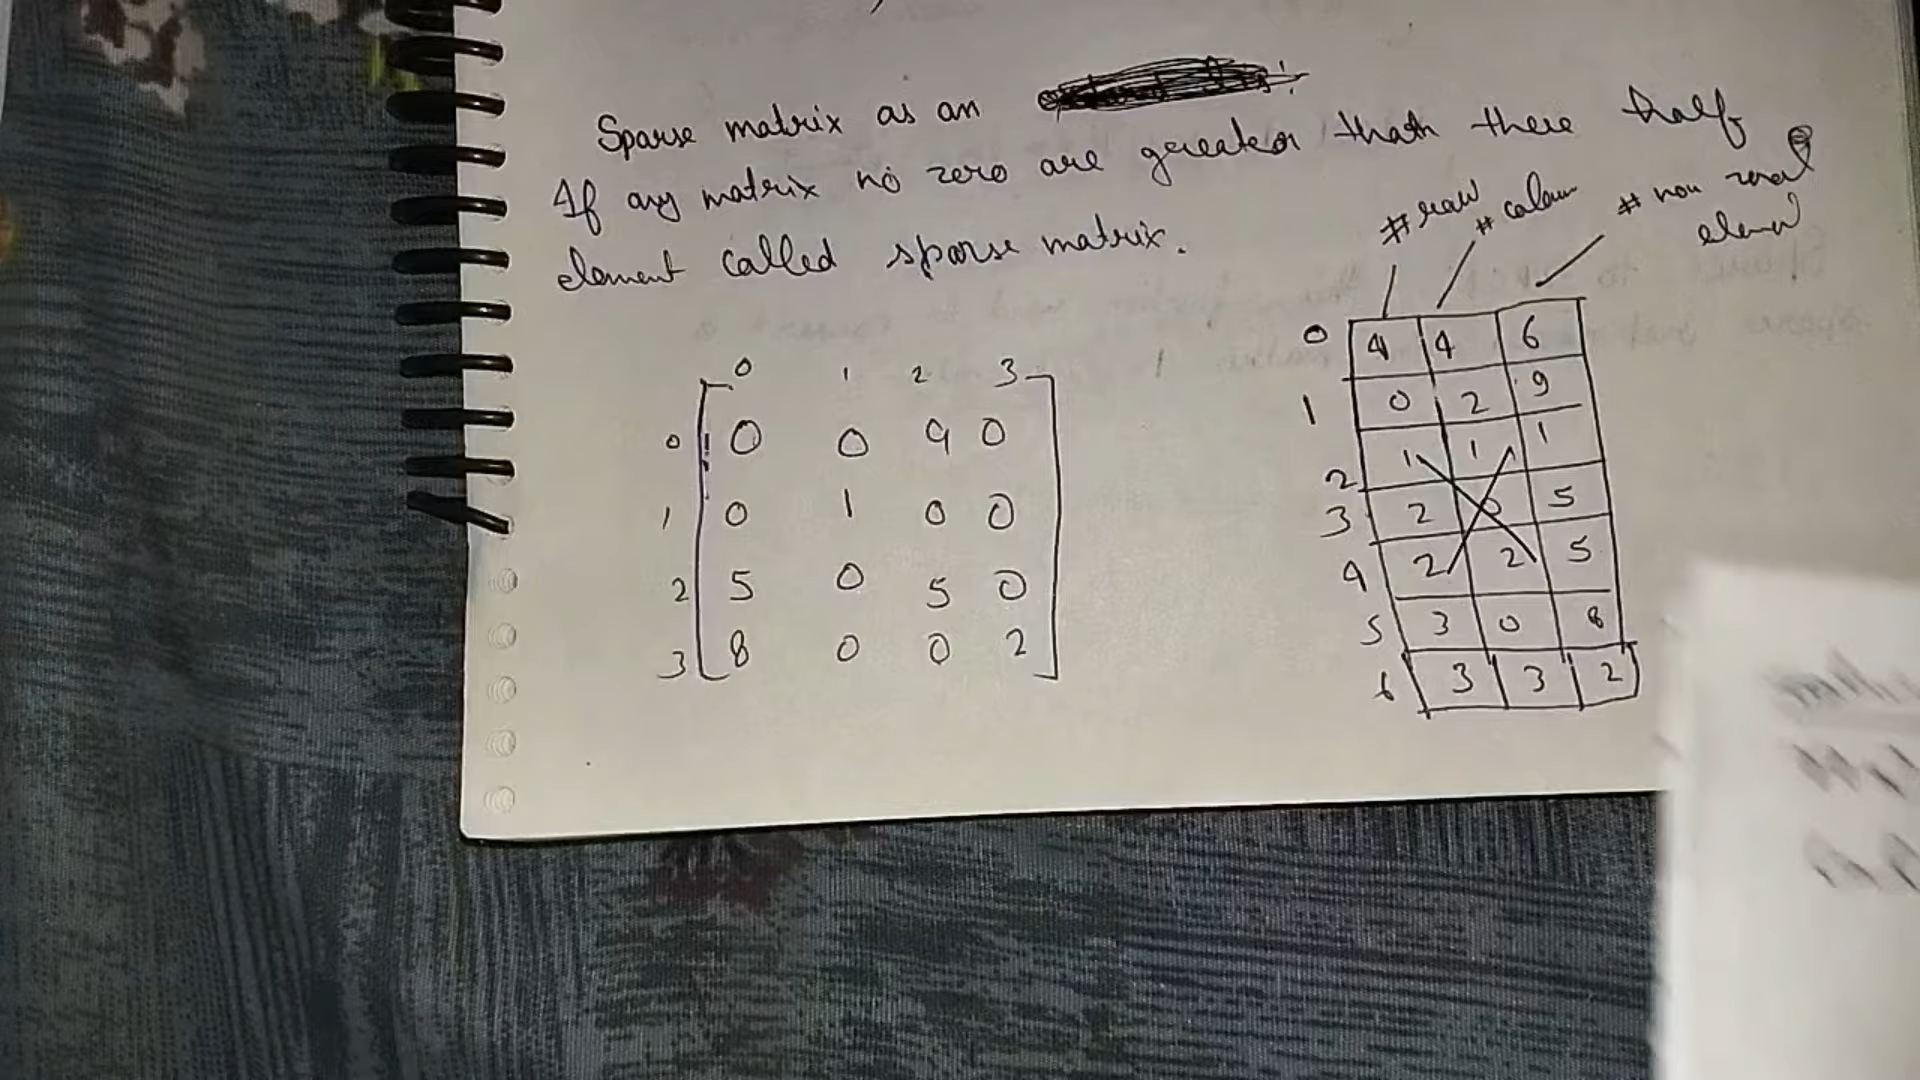 Sparse matrix as an
If any matrix no zero are greater than there half
element called sparse matrix.
# raw # colam # non zeral
elemel
0 1 2 3
0 0 0 9 0
1 0 1 0 0
2 5 0 5 0
3 8 0 0 2
0 4 4 6
1 0 2 9
2 1 1 1
3 2 0 5
4 2 2 5
5 3 0 8
6 3 3 2